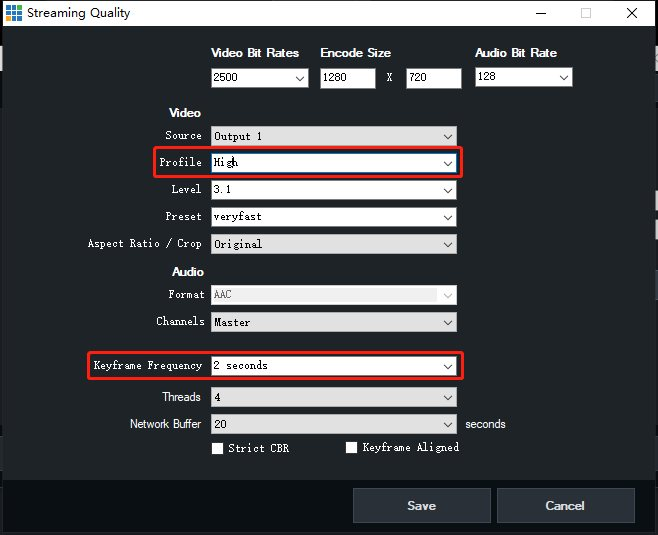 Streaming Quality
Video Bit Rates Encode Size Audio Bit Rate
2500 1280 X 720 128
Video
Source Output 1
Profile High
Level 3.1
Preset veryfast
Aspect Ratio / Crop Original
Audio
Format AAC
Channels Master
Keyframe Frequency 2 seconds
Threads 4
Network Buffer 20 seconds
Strict CBR Keyframe Aligned
Save Cancel